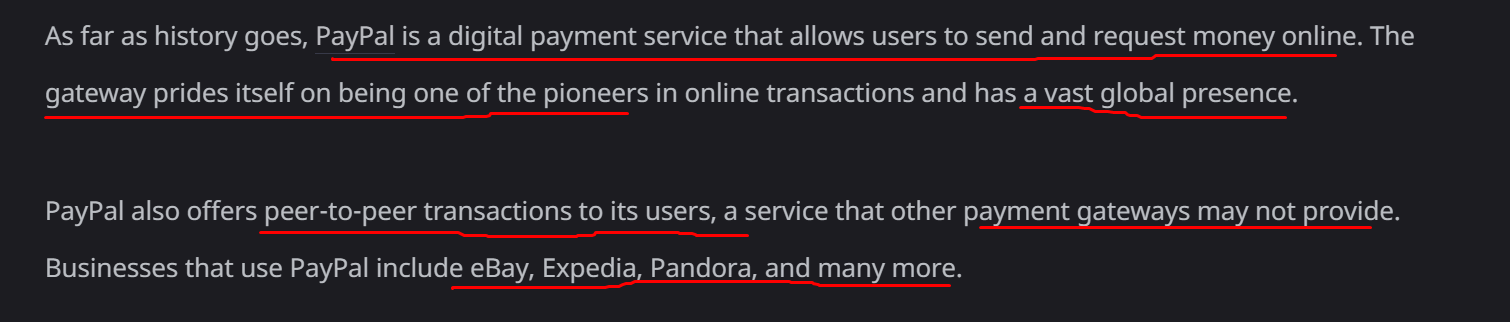 As far as history goes, PayPal is a digital payment service that allows users to send and request money online. The
gateway prides itself on being one of the pioneers in online transactions and has a vast global presence.
PayPal also offers peer-to-peer transactions to its users, a service that other payment gateways may not provide.
Businesses that use PayPal include eBay, Expedia, Pandora, and many more.